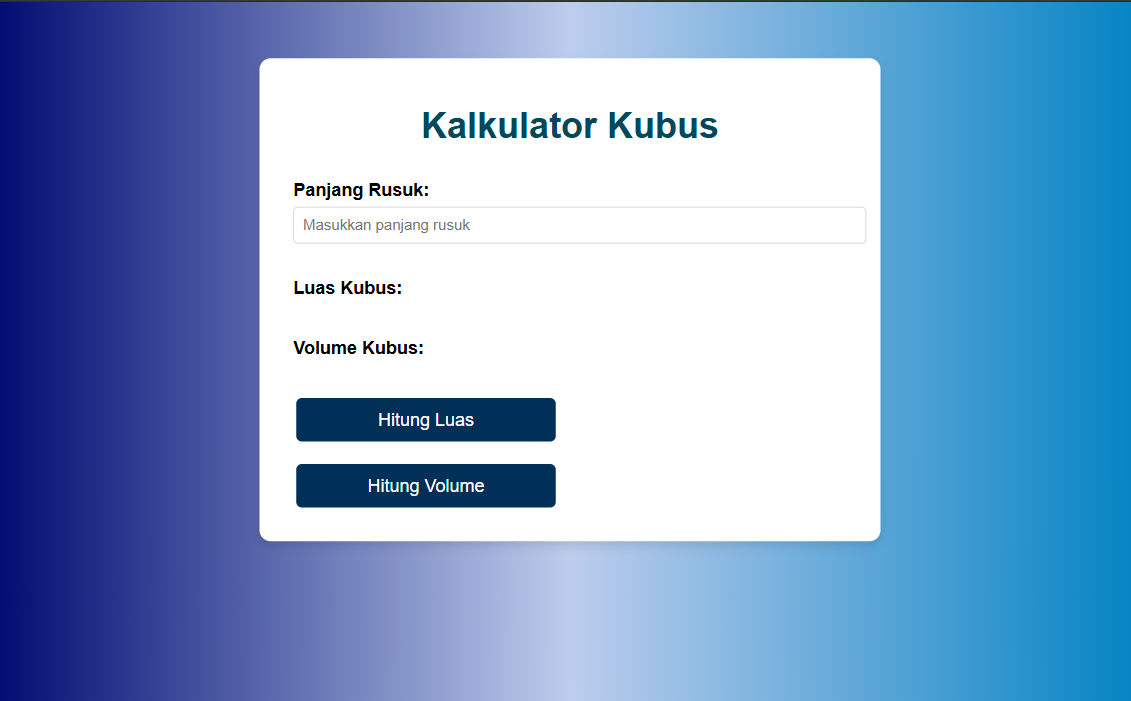 Kalkulator Kubus
Panjang Rusuk:
Masukkan panjang rusuk
Luas Kubus:
Volume Kubus:
Hitung Luas
Hitung Volume